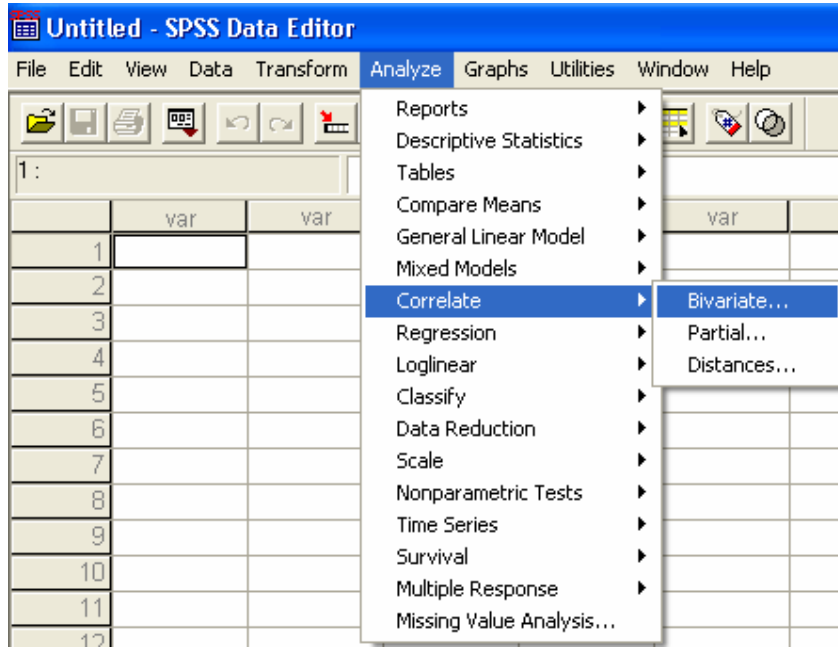 SPSS
Untitled - SPSS Data Editor
File Edit View Data Transform Analyze Graphs Utilities Window Help
1 :
var var var
Reports
Descriptive Statistics
Tables
Compare Means
General Linear Model
Mixed Models
Correlate
Regression
Loglinear
Classify
Data Reduction
Scale
Nonparametric Tests
Time Series
Survival
Multiple Response
Missing Value Analysis...
Bivariate...
Partial...
Distances...
1
2
3
4
5
6
7
8
9
10
11
12